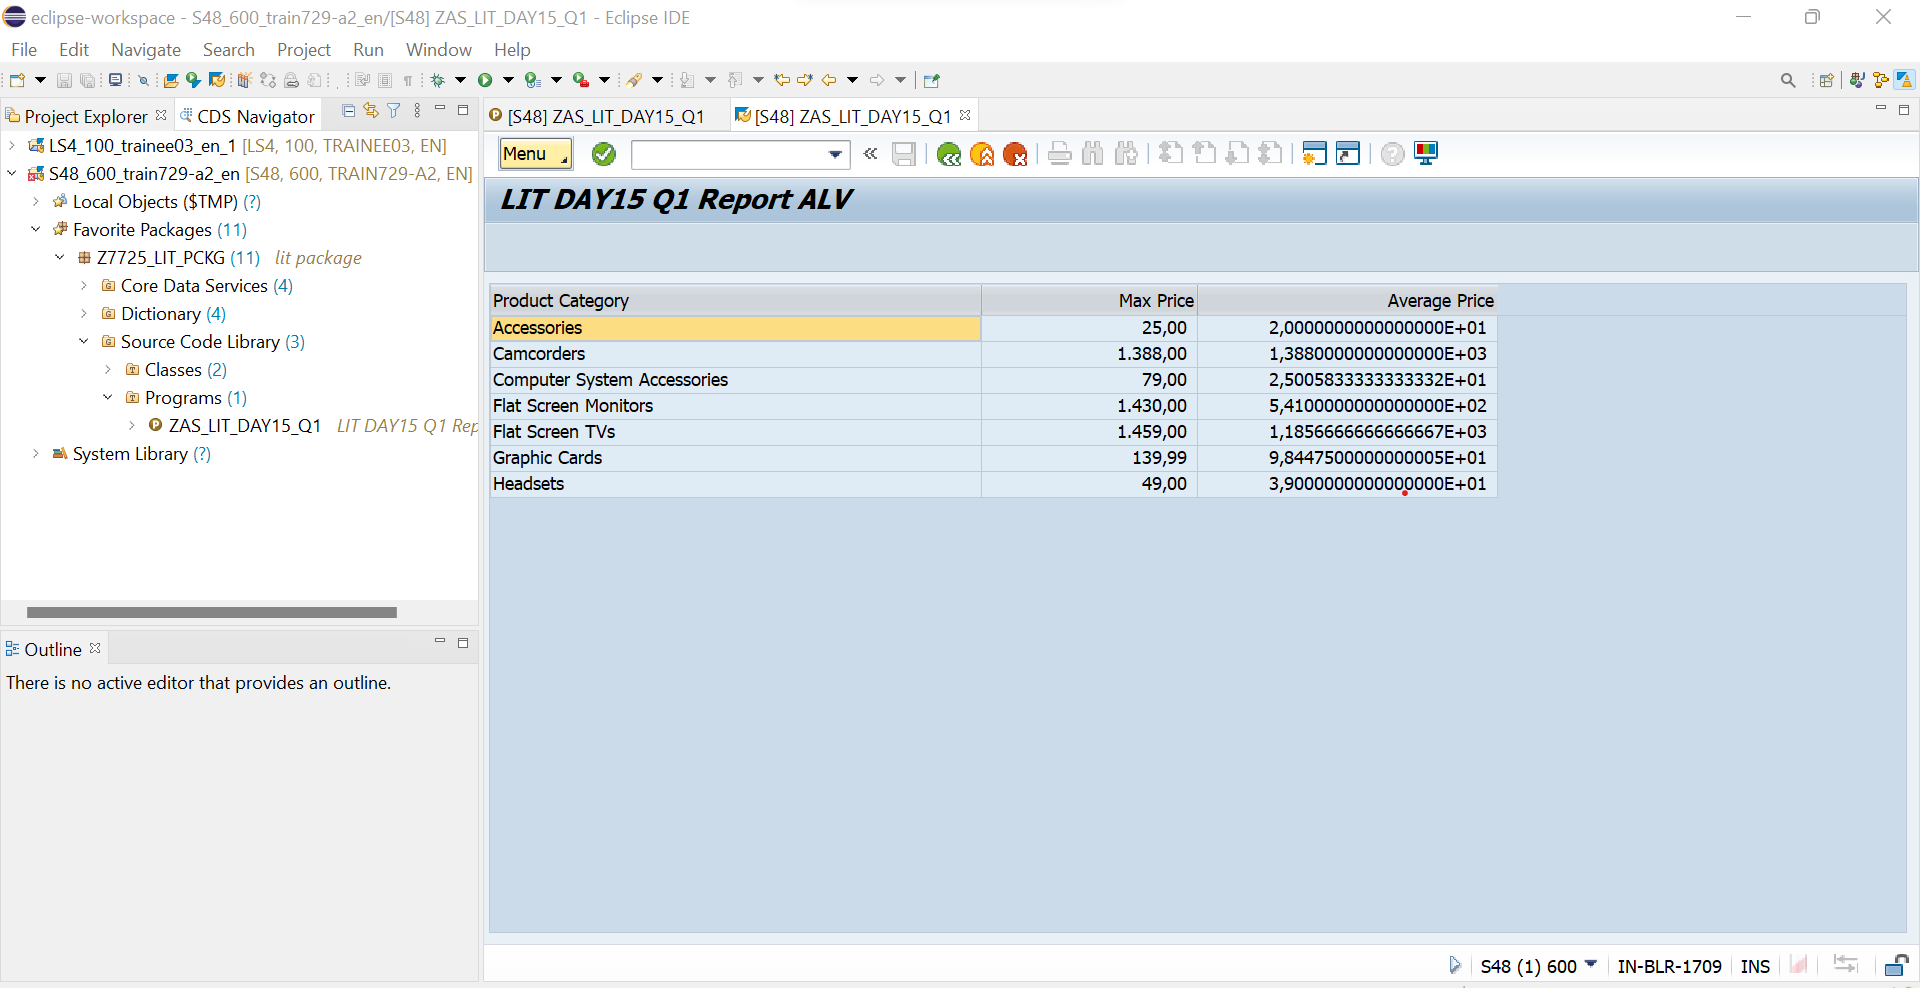 eclipse-workspace - S48_600_train729-a2_en/[S48] ZAS_LIT_DAY15_Q1 - Eclipse IDE
File Edit Navigate Search Project Run Window Help
Project Explorer CDS Navigator
LS4_100_trainee03_en_1 [LS4, 100, TRAINEE03, EN]
S48_600_train729-a2_en [S48, 600, TRAIN729-A2, EN]
Local Objects ($TMP) (?)
Favorite Packages (11)
Z7725_LIT_PCKG (11) lit package
Core Data Services (4)
Dictionary (4)
Source Code Library (3)
Classes (2)
Programs (1)
ZAS_LIT_DAY15_Q1 LIT DAY15 Q1 Rep
System Library (?)
Outline
There is no active editor that provides an outline.
[S48] ZAS_LIT_DAY15_Q1 [S48] ZAS_LIT_DAY15_Q1
Menu
LIT DAY15 Q1 Report ALV
Product Category Max Price Average Price
Accessories 25,00 2,0000000000000000E+01
Camcorders 1.388,00 1,3880000000000000E+03
Computer System Accessories 79,00 2,5005833333333332E+01
Flat Screen Monitors 1.430,00 5,4100000000000000E+02
Flat Screen TVs 1.459,00 1,1856666666666667E+03
Graphic Cards 139,99 9,8447500000000005E+01
Headsets 49,00 3,9000000000000000E+01
S48 (1) 600 IN-BLR-1709 INS